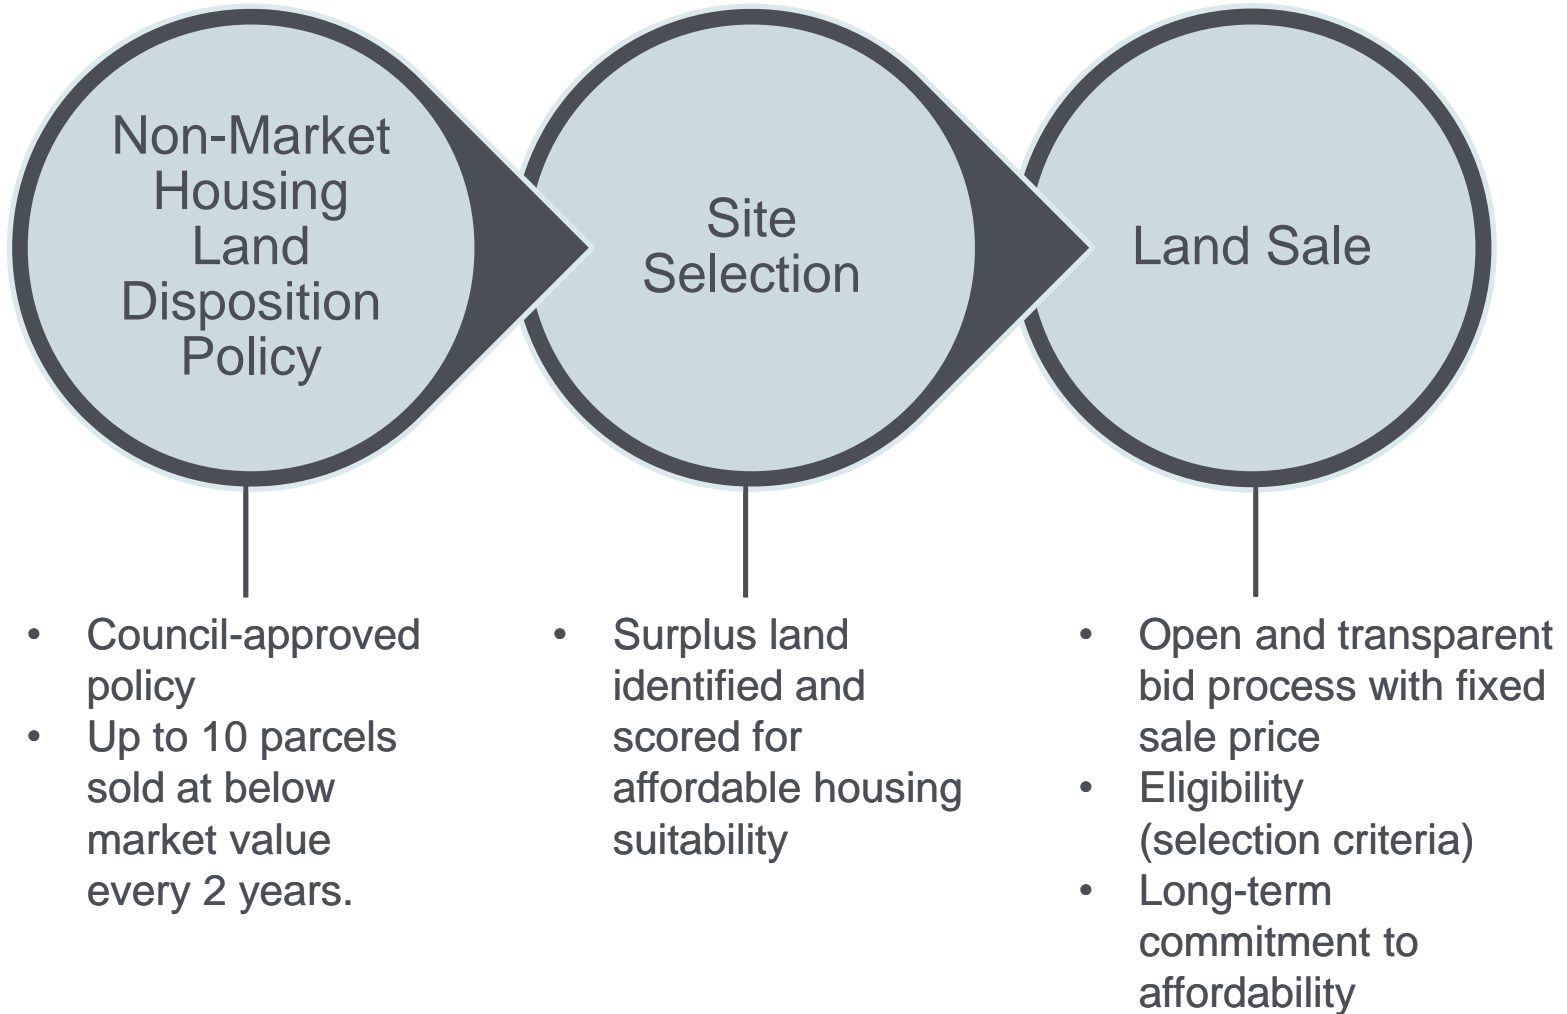 Non-Market
Housing
Land
Disposition
Policy
Site
Selection
Land Sale
• Council-approved
policy
• Up to 10 parcels
sold at below
market value
every 2 years.
• Surplus land
identified and
scored for
affordable housing
suitability
• Open and transparent
bid process with fixed
sale price
• Eligibility
(selection criteria)
• Long-term
commitment to
affordability